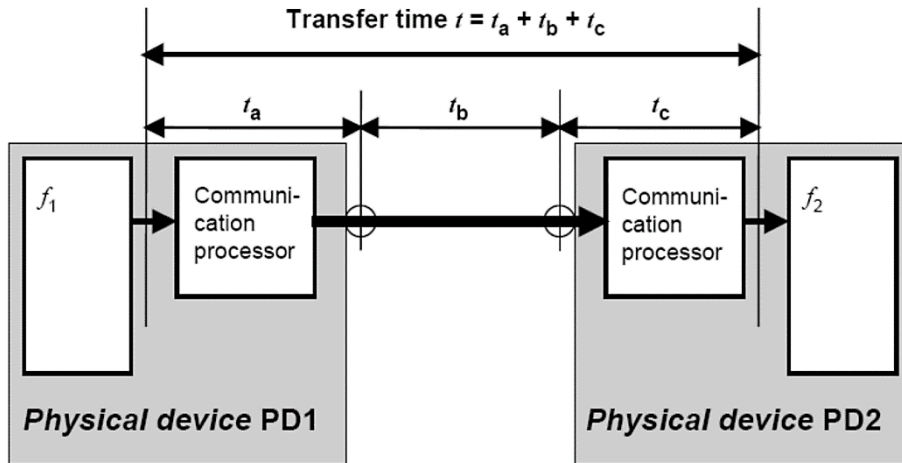 Transfer time t = ta + tb + tc
ta
tb
tc
f1
Communi-
cation
processor
Communi-
cation
processor
f2
Physical device PD1
Physical device PD2